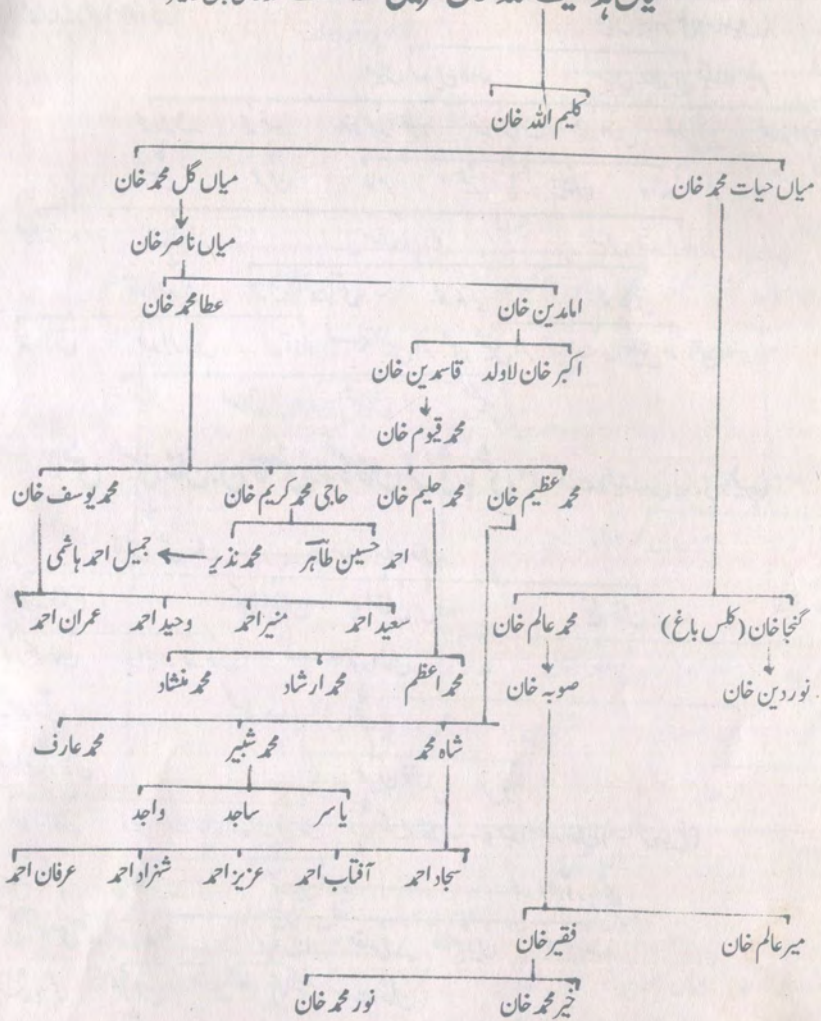 کلیم اللہ خان
میاں حیات محمد خان میاں گل محمد خان
میاں ناصر خان
امامدین خان عطا محمد خان
اکبر خان لاولد قاسدین خان
محمد قیوم خان
محمد عظیم خان محمد حلیم خان حاجی محمد کریم خان محمد یوسف خان
احمد حسین طاہر محمد نذیر جمیل احمد ہاشمی
گنجا خان (کلس باغ) محمد عالم خان سعید احمد منیر احمد وحید احمد عمران احمد
نور دین خان صوبہ خان محمد اعظم محمد ارشاد محمد منشاد
شاہ محمد محمد شبیر محمد عارف
یاسر ساجد واجد
سجاد احمد آفتاب احمد عزیز احمد شہزاد احمد عرفان احمد
میر عالم خان فقیر خان
خیر محمد خان نور محمد خان